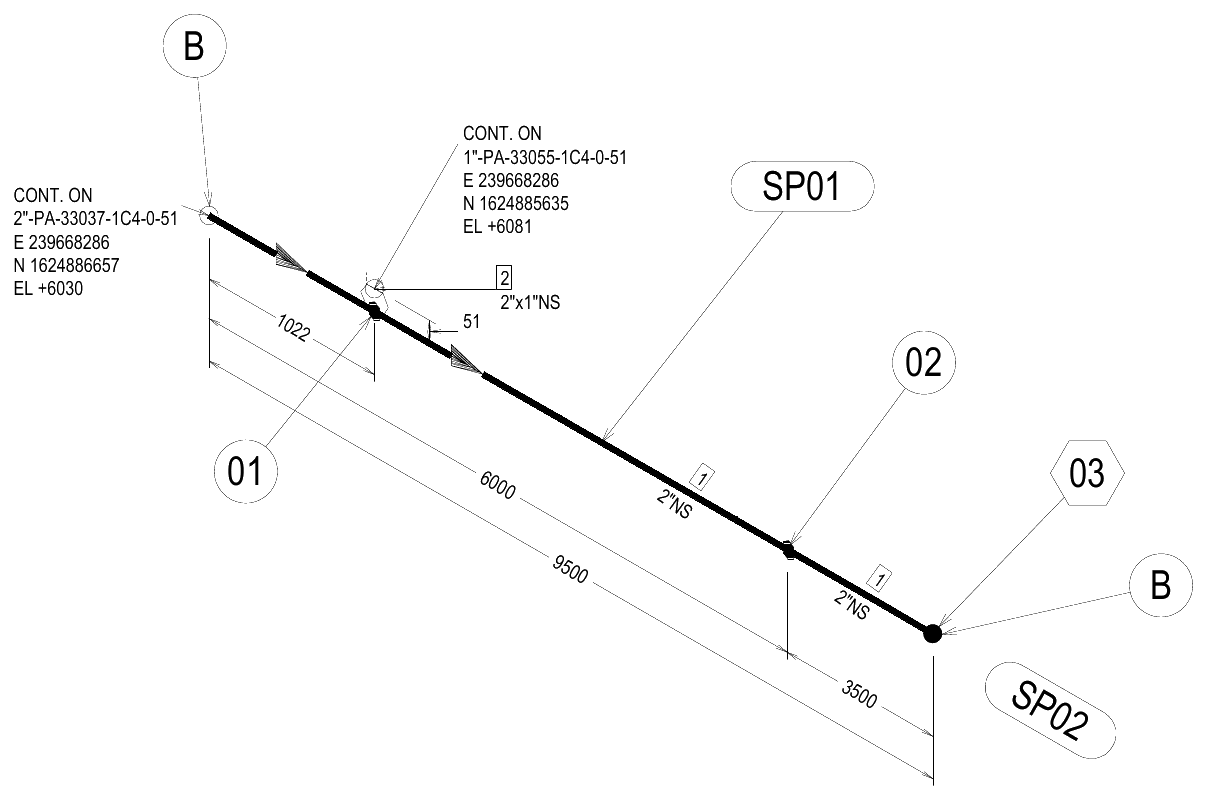 B
CONT. ON
1"-PA-33055-1C4-0-51
E 239668286
N 1624885635
EL +6081
SP01
CONT. ON
2"-PA-33037-1C4-0-51
E 239668286
N 1624886657
EL +6030
2
2"x1"NS
51
1022
02
01
03
1
2"NS
6000
9500
1
2"NS
B
3500
SP02